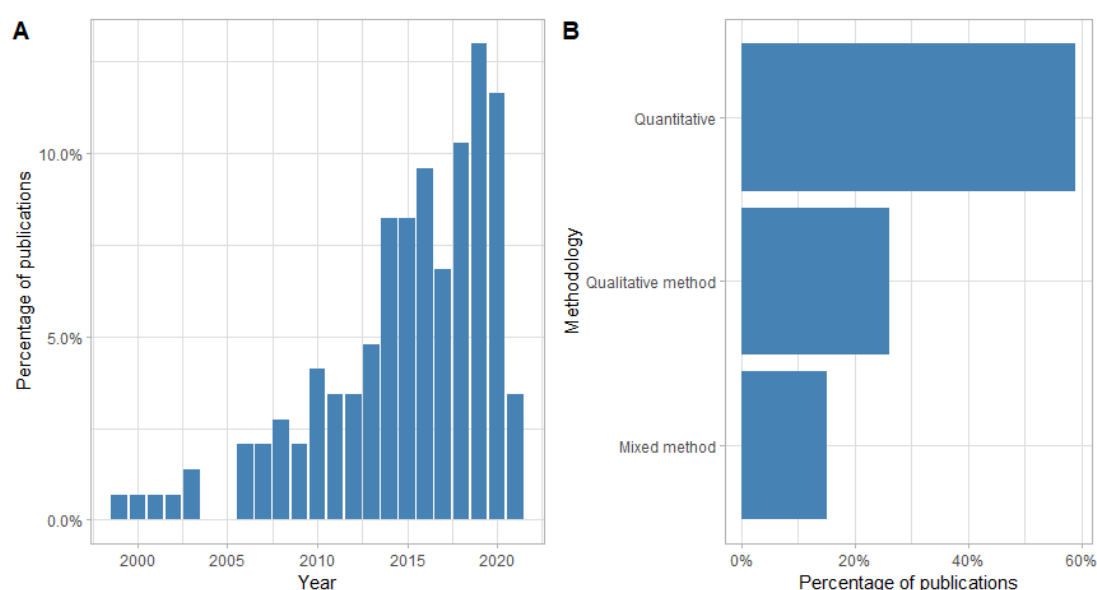 A
Percentage of publications
10.0%
5.0%
0.0%
2000 2005 2010 2015 2020
Year
B
Methodology
Quantitative
Qualitative method
Mixed method
0% 20% 40% 60%
Percentage of publications